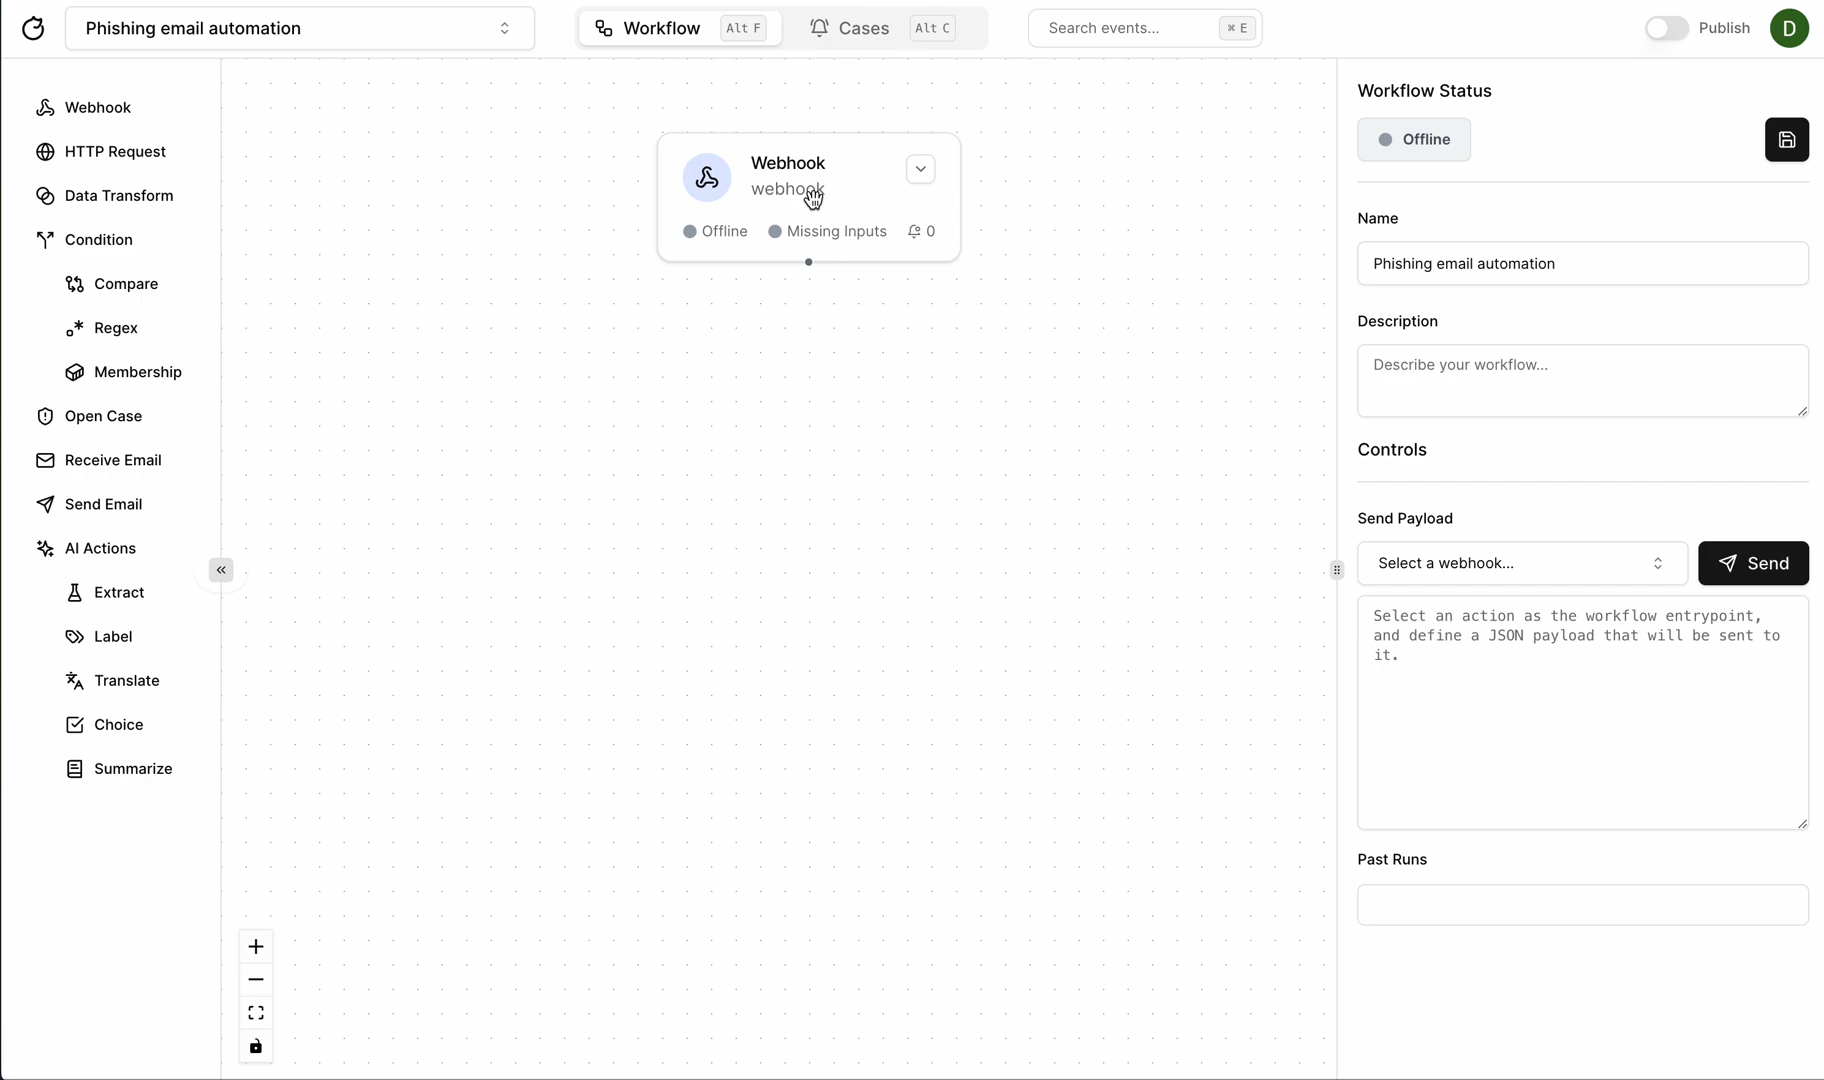 Phishing email automation
Workflow Alt F
Cases Alt C
Search events... ⌘ E
Publish
D
Webhook
HTTP Request
Data Transform
Condition
Compare
Regex
Membership
Open Case
Receive Email
Send Email
AI Actions
Extract
Label
Translate
Choice
Summarize
Webhook
webhook
Offline Missing Inputs 0
Workflow Status
Offline
Name
Phishing email automation
Description
Describe your workflow...
Controls
Send Payload
Select a webhook... Send
Select an action as the workflow entrypoint,
and define a JSON payload that will be sent to
it.
Past Runs